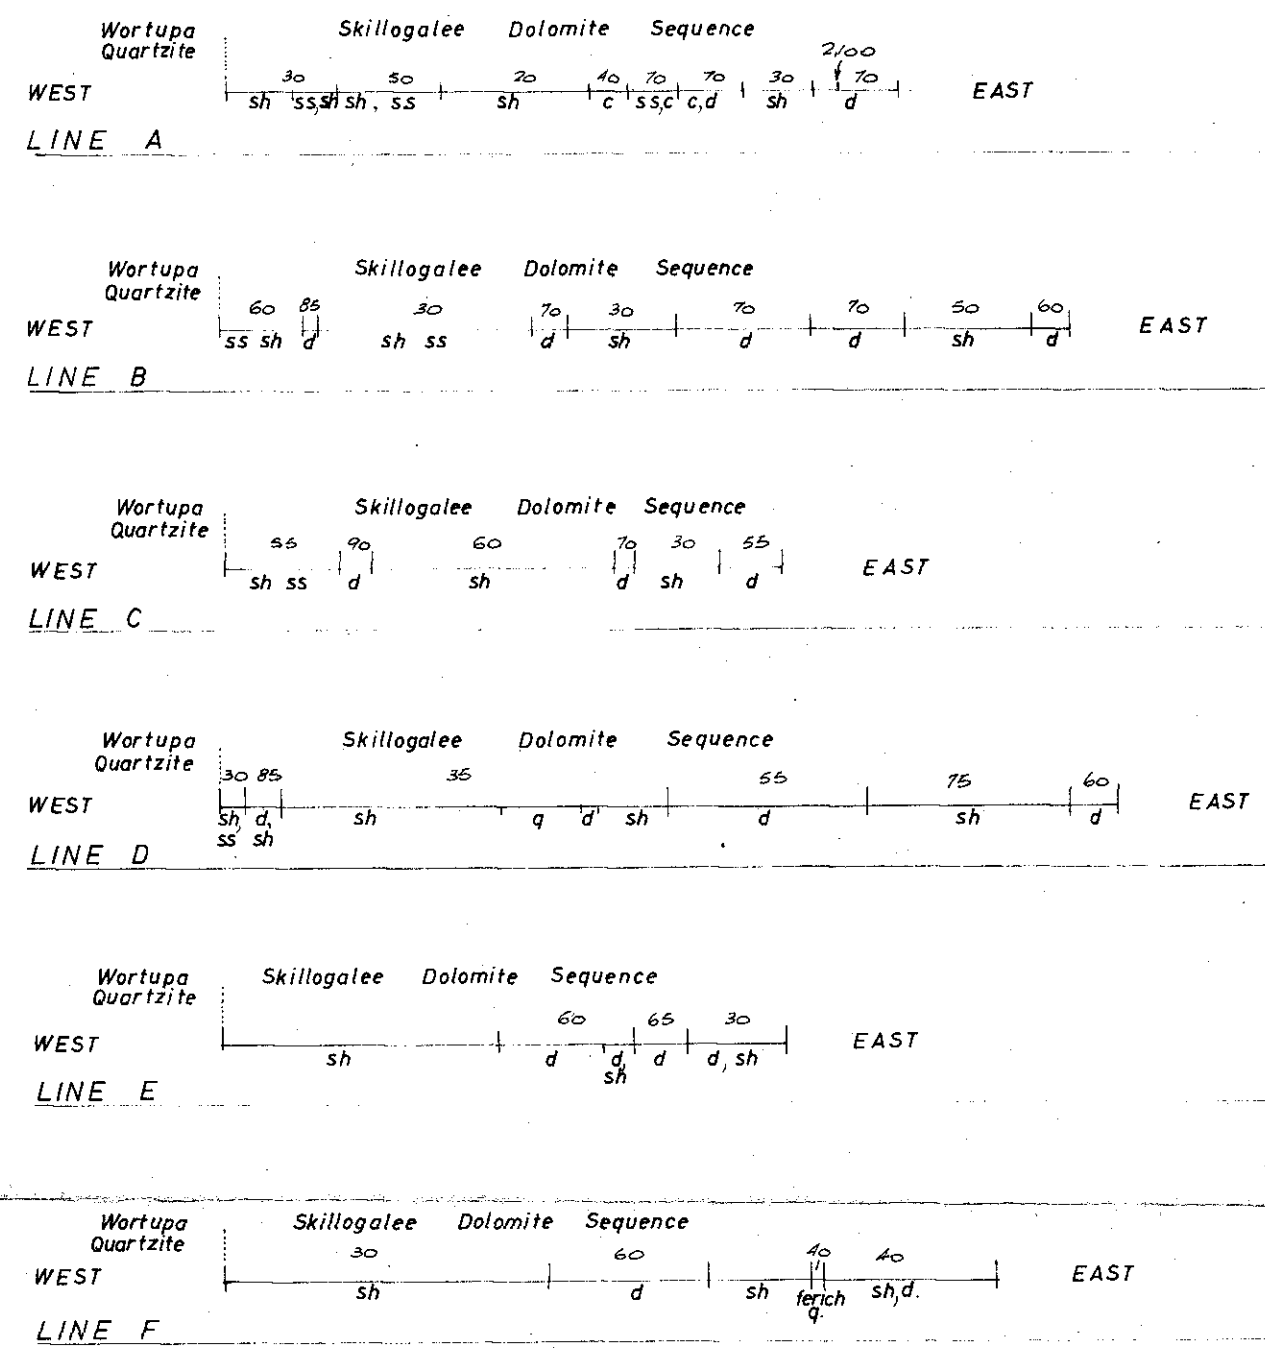 Wortupa Skillogalee Dolomite Sequence
Quartzite
2,100
30 50 20 40 70 70 30 70
WEST EAST
sh ss,sh sh, ss sh c ss,c c,d sh d
LINE A
Wortupa Skillogalee Dolomite Sequence
Quartzite
60 85 30 70 30 70 70 50 60
WEST EAST
ss sh d sh ss d sh d d sh d
LINE B
Wortupa Skillogalee Dolomite Sequence
Quartzite
55 90 60 70 30 55
WEST EAST
sh ss d sh d sh d
LINE C
Wortupa Skillogalee Dolomite Sequence
Quartzite
30 85 35 55 75 60
WEST EAST
sh, d, sh q d sh d sh d
ss sh
LINE D
Wortupa Skillogalee Dolomite Sequence
Quartzite
60 65 30
WEST EAST
sh d d, d d, sh
sh
LINE E
Wortupa Skillogalee Dolomite Sequence
Quartzite
30 60 40 40
WEST EAST
sh d sh ferich sh,d.
q.
LINE F